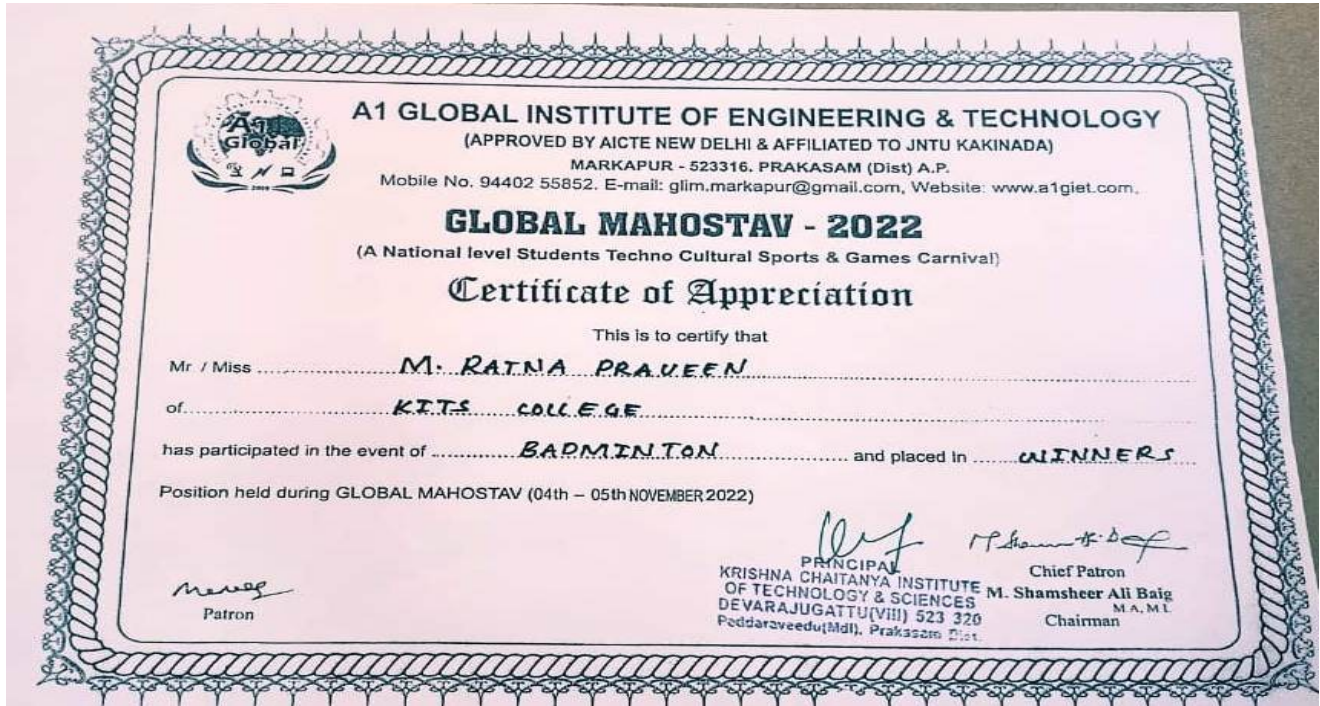 A1 Global
2008
A1 GLOBAL INSTITUTE OF ENGINEERING & TECHNOLOGY
(APPROVED BY AICTE NEW DELHI & AFFILIATED TO JNTU KAKINADA)
MARKAPUR - 523316. PRAKASAM (Dist) A.P.
Mobile No. 94402 55852. E-mail: glim.markapur@gmail.com, Website: www.a1giet.com.
GLOBAL MAHOSTAV - 2022
(A National level Students Techno Cultural Sports & Games Carnival)
Certificate of Appreciation
This is to certify that
Mr / Miss M. RATNA PRAVEEN
of KITS COLLEGE
has participated in the event of BADMINTON and placed in WINNERS
Position held during GLOBAL MAHOSTAV (04th – 05th NOVEMBER 2022)
Patron
PRINCIPAL
KRISHNA CHAITANYA INSTITUTE
OF TECHNOLOGY & SCIENCES
DEVARAJUGATTU(Vill) 523 320
Peddaraveedu(Mdl), Prakasam Dist.
Chief Patron
M. Shamsheer Ali Baig
M.A, M.L
Chairman